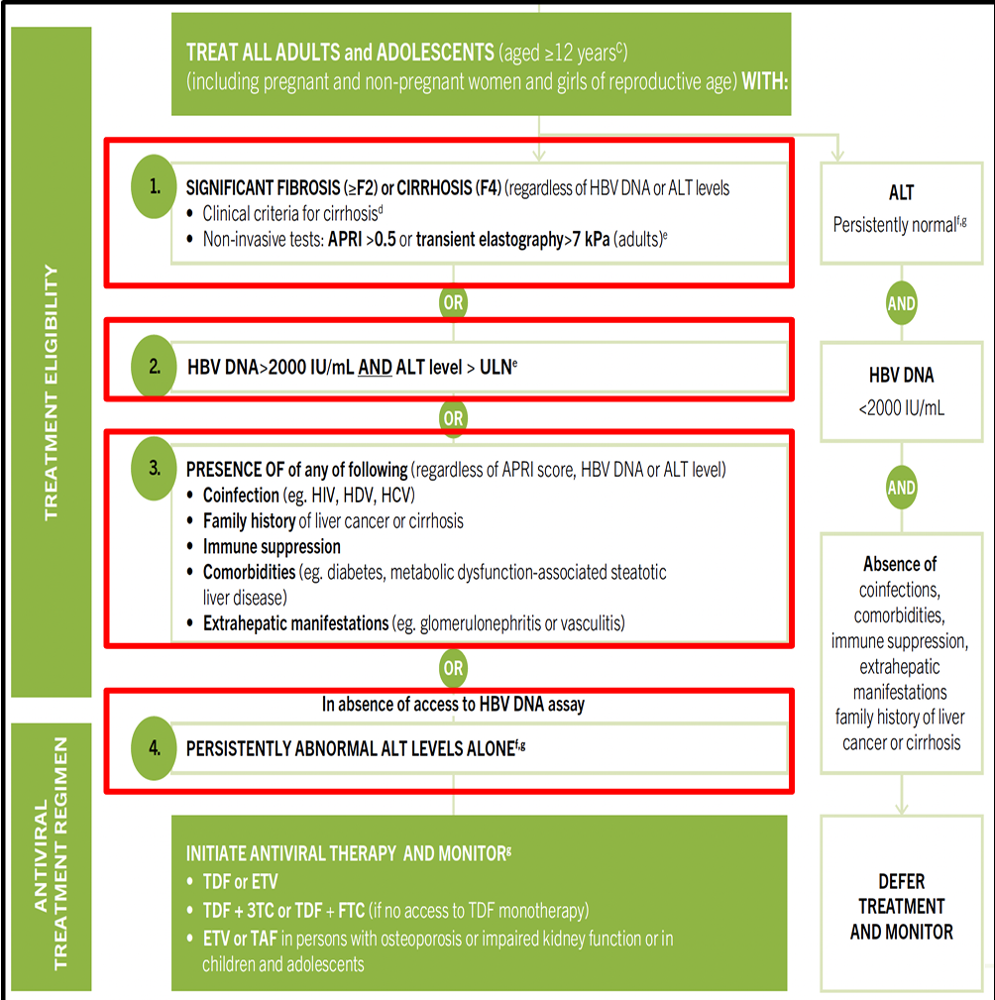 TREATMENT ELIGIBILITY
TREAT ALL ADULTS and ADOLESCENTS (aged ≥12 yearsᶜ)
(including pregnant and non-pregnant women and girls of reproductive age) WITH:
1.
SIGNIFICANT FIBROSIS (≥F2) or CIRRHOSIS (F4) (regardless of HBV DNA or ALT levels
• Clinical criteria for cirrhosisᵈ
• Non-invasive tests: APRI >0.5 or transient elastography>7 kPa (adults)ᵉ
OR
2.
HBV DNA>2000 IU/mL AND ALT level > ULNᵉ
OR
3.
PRESENCE OF of any of following (regardless of APRI score, HBV DNA or ALT level)
• Coinfection (eg. HIV, HDV, HCV)
• Family history of liver cancer or cirrhosis
• Immune suppression
• Comorbidities (eg. diabetes, metabolic dysfunction-associated steatotic
liver disease)
• Extrahepatic manifestations (eg. glomerulonephritis or vasculitis)
OR
In absence of access to HBV DNA assay
4.
PERSISTENTLY ABNORMAL ALT LEVELS ALONEᶠ,ᵍ
ANTIVIRAL
TREATMENT REGIMEN
INITIATE ANTIVIRAL THERAPY AND MONITORᵍ
• TDF or ETV
• TDF + 3TC or TDF + FTC (if no access to TDF monotherapy)
• ETV or TAF in persons with osteoporosis or impaired kidney function or in
children and adolescents
ALT
Persistently normalᶠ,ᵍ
AND
HBV DNA
<2000 IU/mL
AND
Absence of
coinfections,
comorbidities,
immune suppression,
extrahepatic
manifestations
family history of liver
cancer or cirrhosis
DEFER
TREATMENT
AND MONITOR